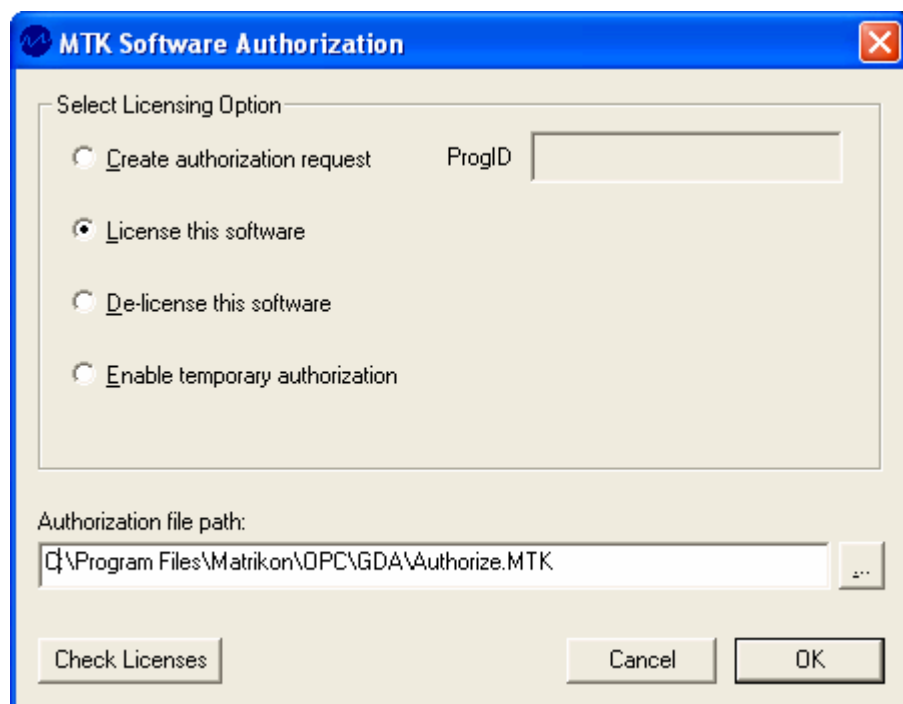 MTK Software Authorization
Select Licensing Option
Create authorization request ProgID
License this software
De-license this software
Enable temporary authorization
Authorization file path:
C:\Program Files\Matrikon\OPC\GDA\Authorize.MTK
...
Check Licenses Cancel OK